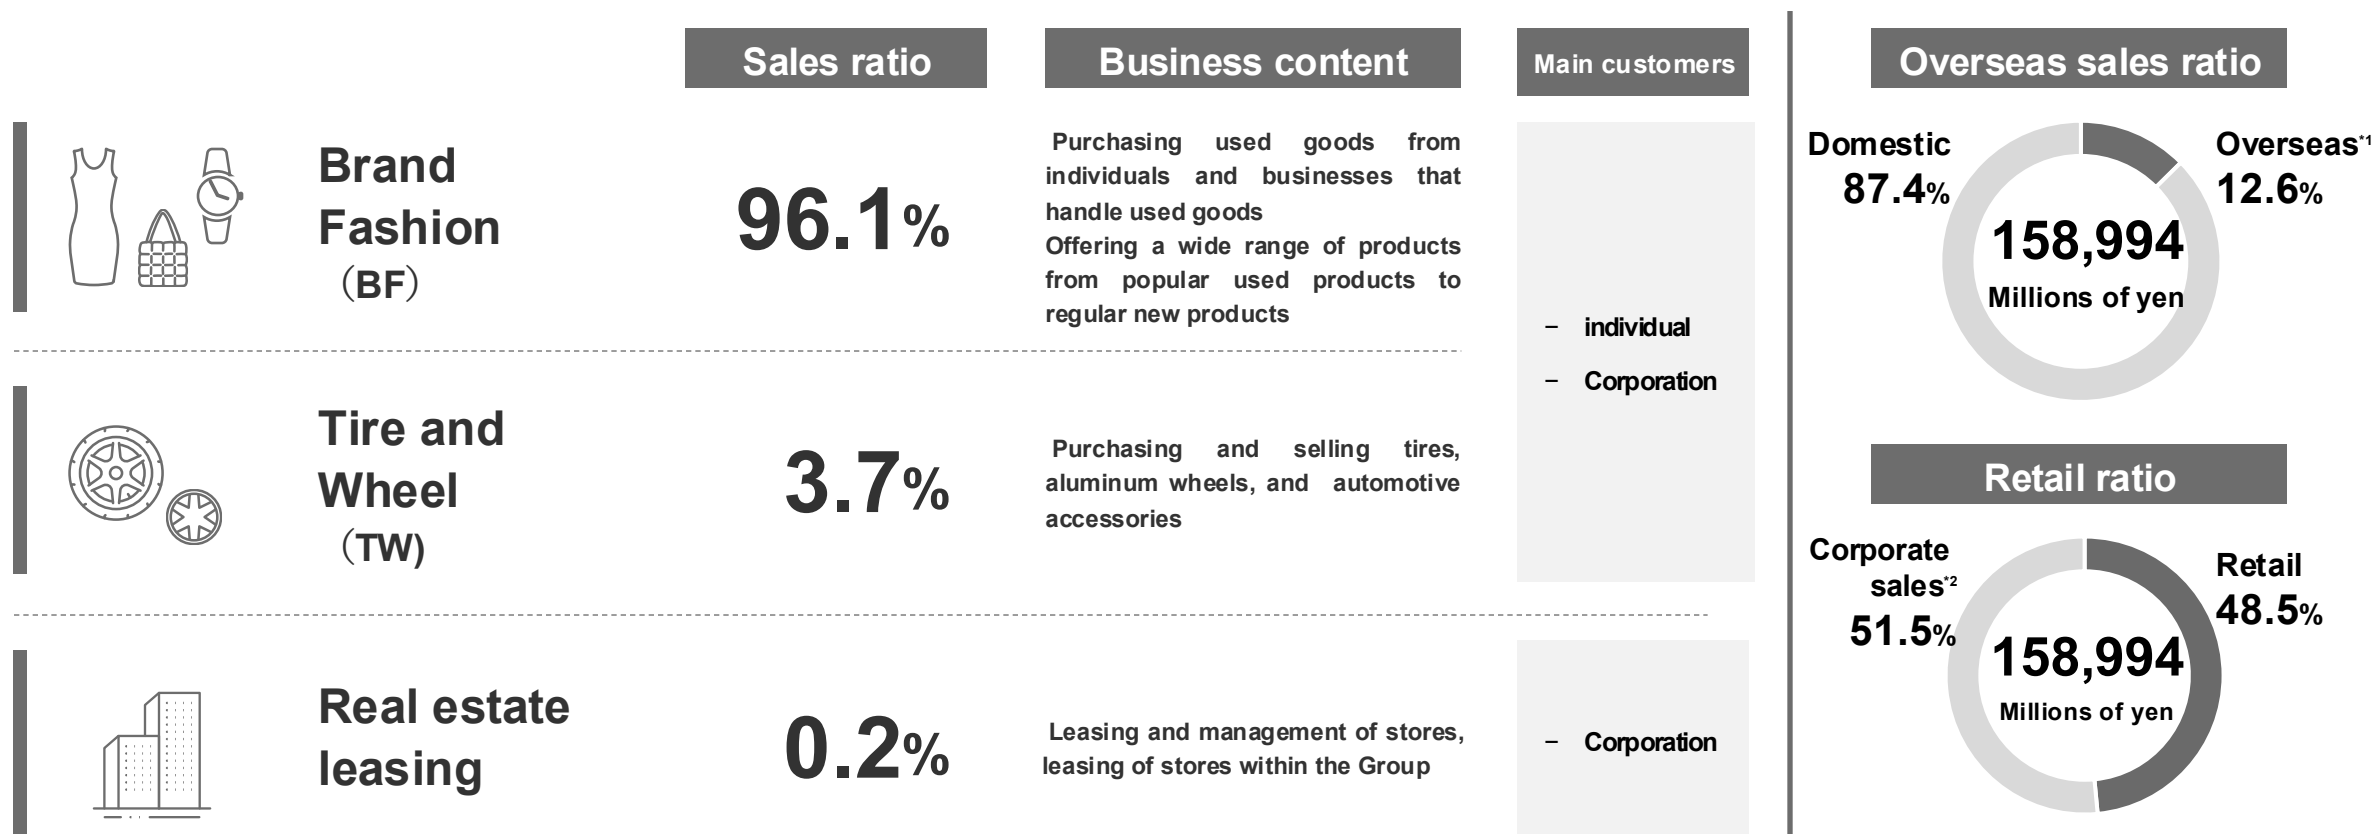 Sales ratio
Business content
Main customers
Overseas sales ratio
Brand
Fashion
（BF）
96.1%
Purchasing used goods from
individuals and businesses that
handle used goods
Offering a wide range of products
from popular used products to
regular new products
Tire and
Wheel
（TW)
3.7%
Purchasing and selling tires,
aluminum wheels, and automotive
accessories
– individual
– Corporation
Real estate
leasing
0.2%
Leasing and management of stores,
leasing of stores within the Group
– Corporation
Domestic
87.4%
Overseas*1
12.6%
158,994
Millions of yen
Retail ratio
Corporate
sales*2
51.5%
Retail
48.5%
158,994
Millions of yen